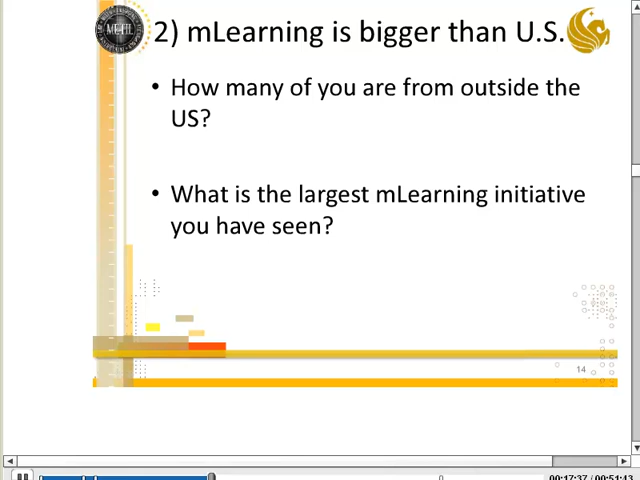 2) mLearning is bigger than U.S.
• How many of you are from outside the
US?
• What is the largest mLearning initiative
you have seen?
14
00:17:37 / 00:51:43